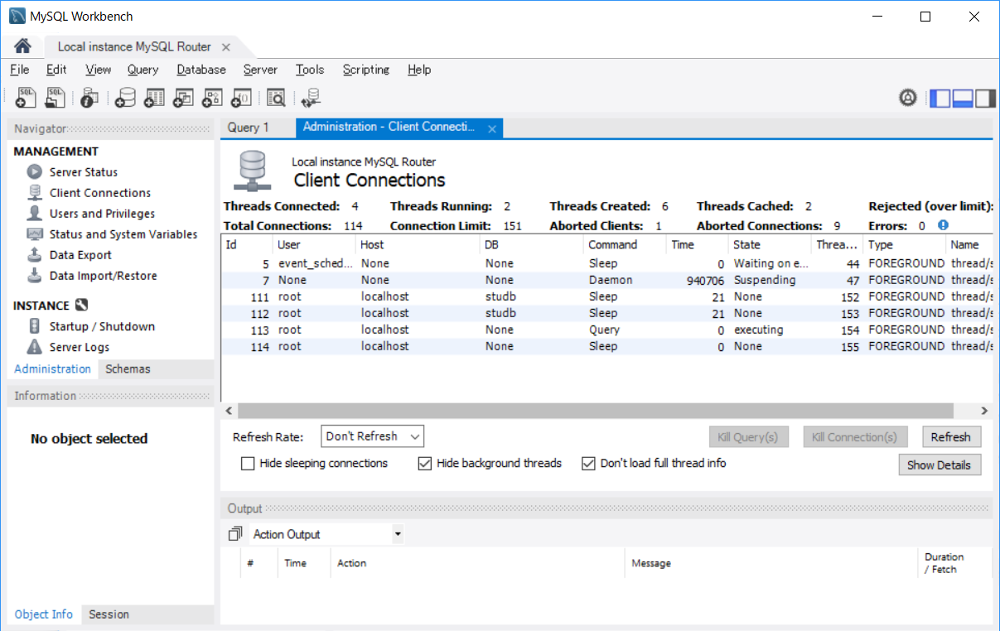 MySQL Workbench
Local instance MySQL Router
File Edit View Query Database Server Tools Scripting Help
Navigator
MANAGEMENT
Server Status
Client Connections
Users and Privileges
Status and System Variables
Data Export
Data Import/Restore
INSTANCE
Startup / Shutdown
Server Logs
Administration Schemas
Information
No object selected
Object Info Session
Query 1 Administration - Client Connecti...
Local instance MySQL Router
Client Connections
Threads Connected: 4 Threads Running: 2 Threads Created: 6 Threads Cached: 2 Rejected (over limit):
Total Connections: 114 Connection Limit: 151 Aborted Clients: 1 Aborted Connections: 9 Errors: 0
Id User Host DB Command Time State Threa... Type Name
5 event_sched... None None Sleep 0 Waiting on e... 44 FOREGROUND thread/s
7 None None None Daemon 940706 Suspending 47 FOREGROUND thread/s
111 root localhost studb Sleep 21 None 152 FOREGROUND thread/s
112 root localhost studb Sleep 21 None 153 FOREGROUND thread/s
113 root localhost None Query 0 executing 154 FOREGROUND thread/s
114 root localhost None Sleep 0 None 155 FOREGROUND thread/s
Refresh Rate: Don't Refresh Kill Query(s) Kill Connection(s) Refresh
Hide sleeping connections Hide background threads Don't load full thread info Show Details
Output
Action Output
# Time Action Message Duration / Fetch